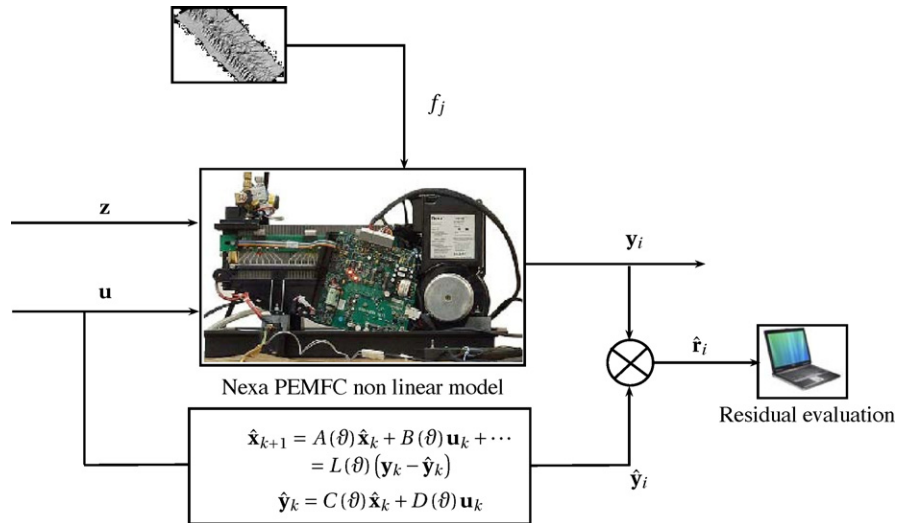 f_j
z
y_i
u
r̂_i
Nexa PEMFC non linear model
Residual evaluation
x̂_{k+1} = A(ϑ)x̂_k + B(ϑ)u_k + ⋯
= L(ϑ)(y_k − ŷ_k)
ŷ_k = C(ϑ)x̂_k + D(ϑ)u_k
ŷ_i